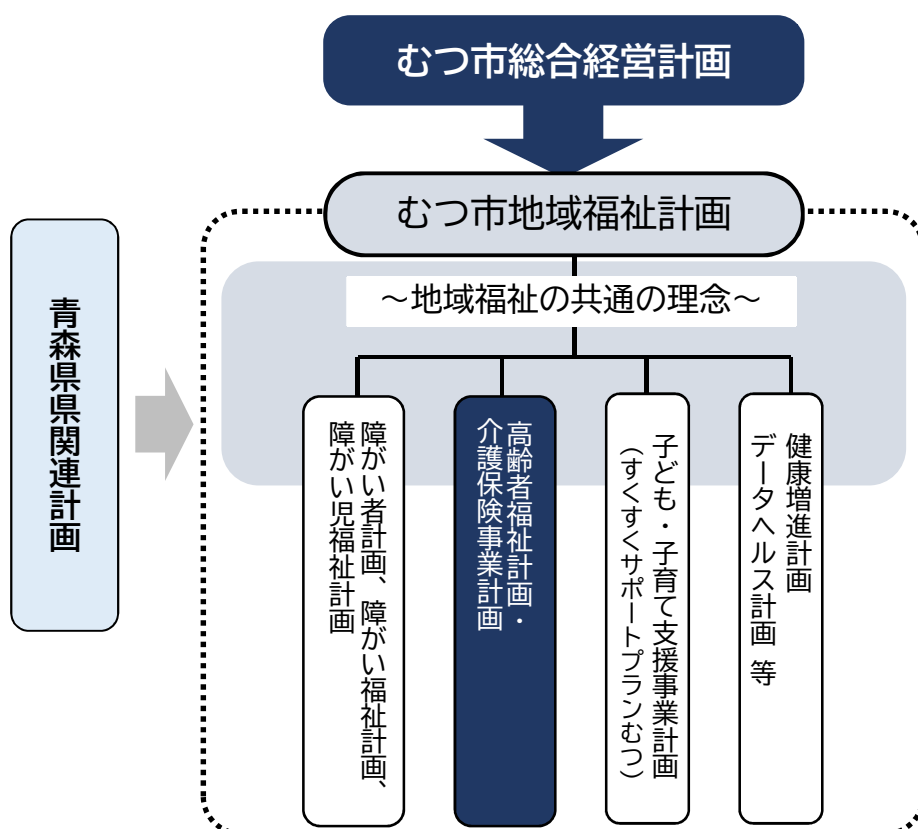 むつ市総合経営計画
むつ市地域福祉計画
～地域福祉の共通の理念～
青森県県関連計画
障がい者計画、障がい福祉計画、
障がい児福祉計画
高齢者福祉計画・
介護保険事業計画
子ども・子育て支援事業計画
（すくすくサポートプランむつ）
健康増進計画
データヘルス計画 等